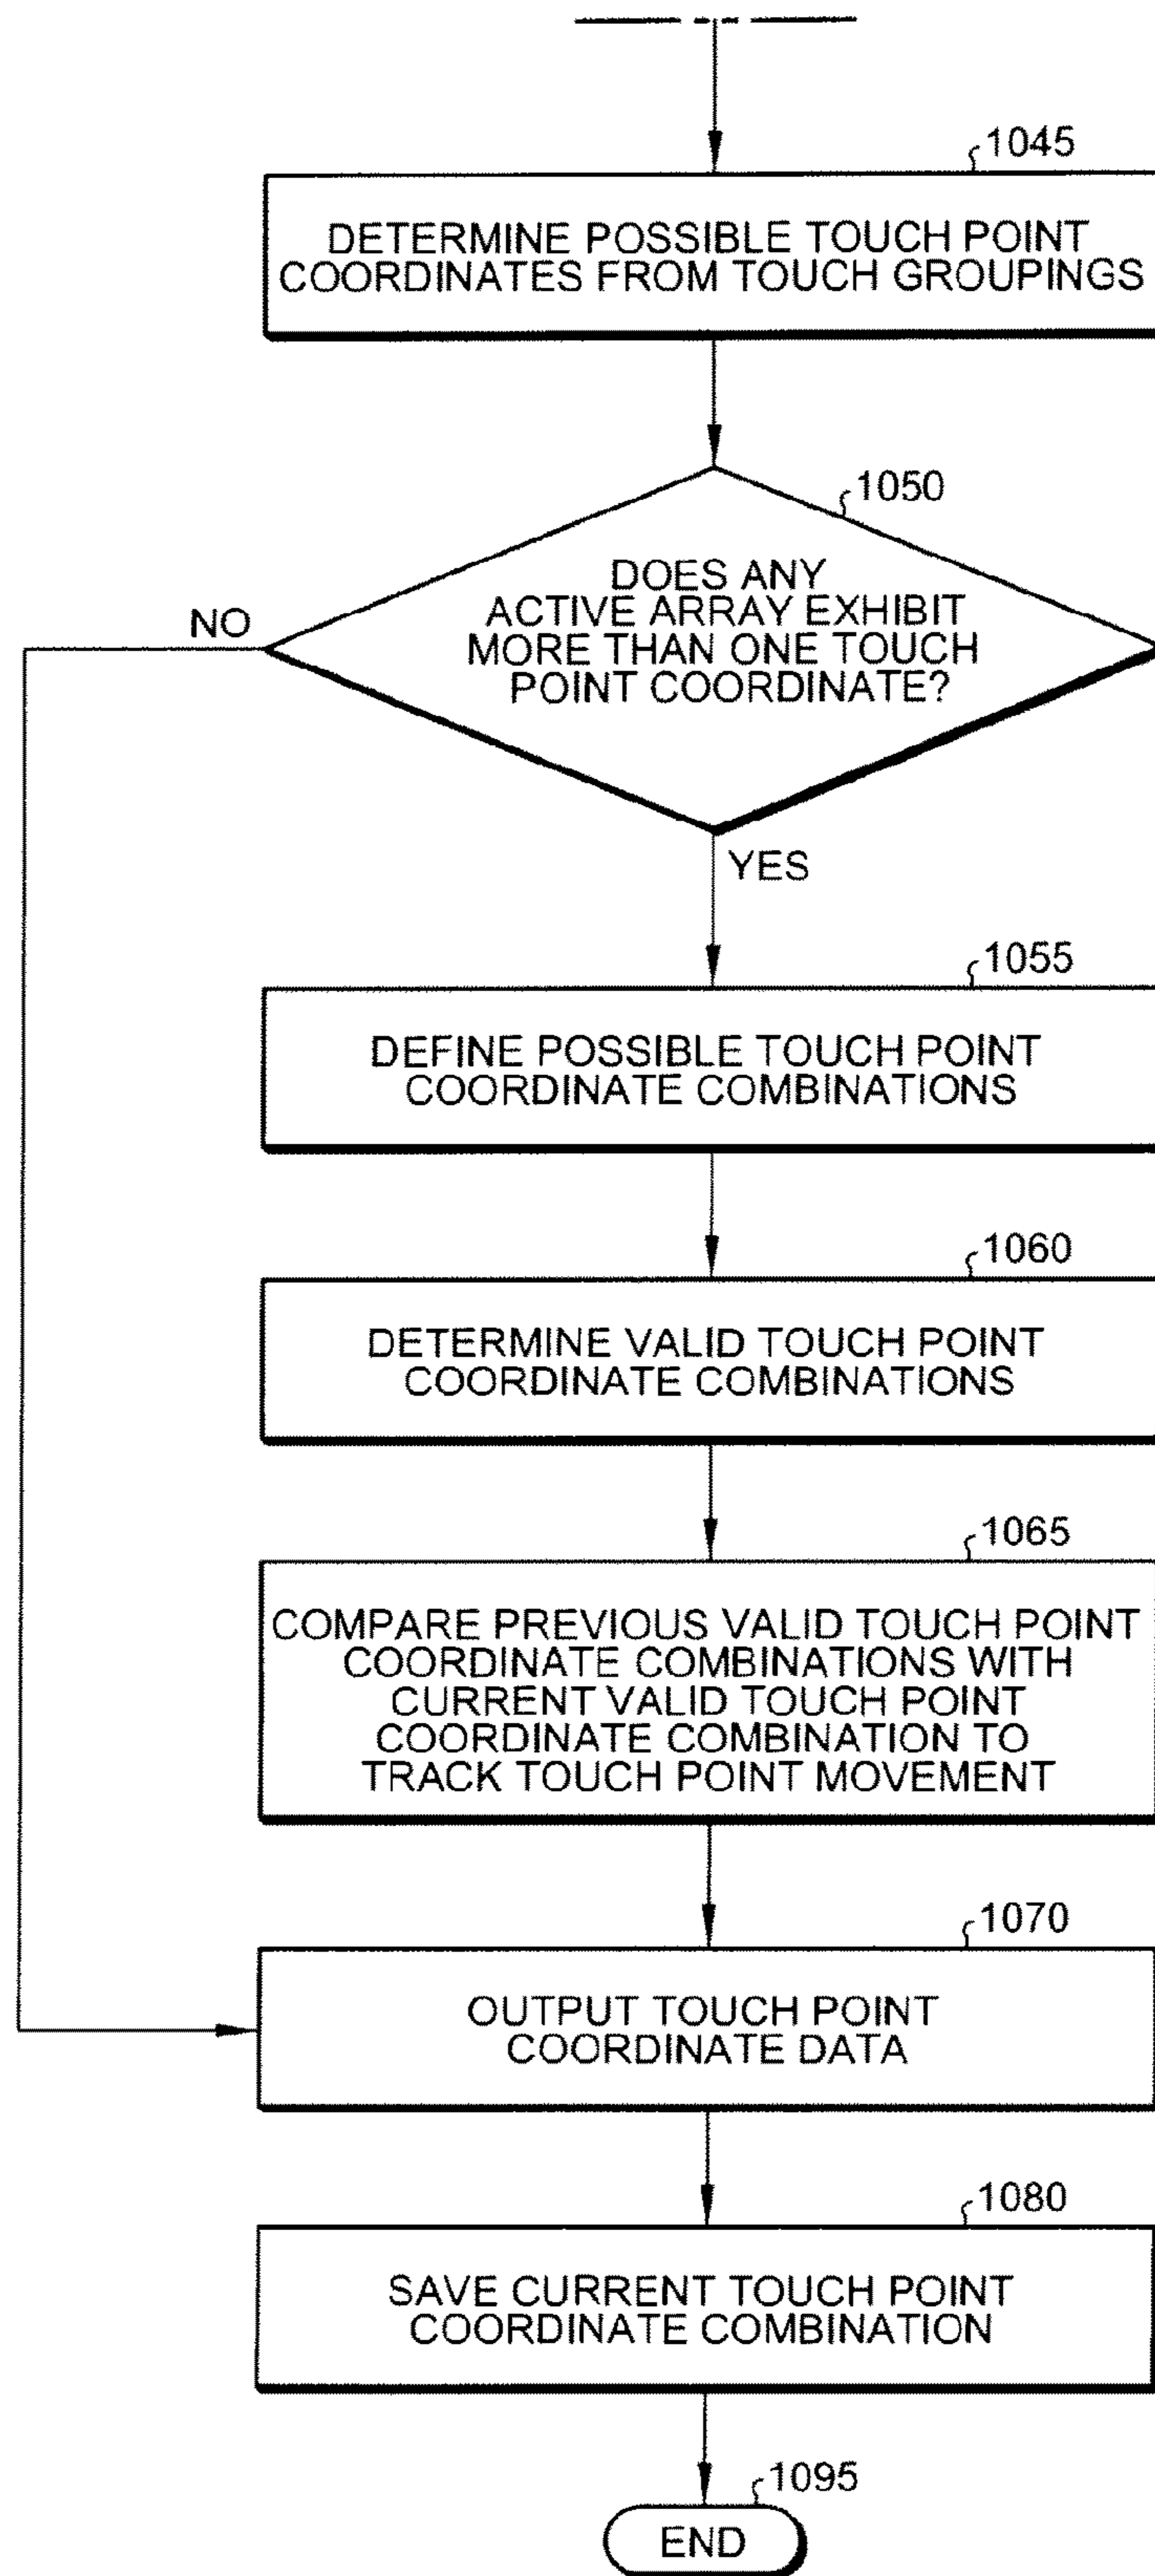 1045
DETERMINE POSSIBLE TOUCH POINT
COORDINATES FROM TOUCH GROUPINGS
1050
DOES ANY
ACTIVE ARRAY EXHIBIT
MORE THAN ONE TOUCH
POINT COORDINATE?
NO
YES
1055
DEFINE POSSIBLE TOUCH POINT
COORDINATE COMBINATIONS
1060
DETERMINE VALID TOUCH POINT
COORDINATE COMBINATIONS
1065
COMPARE PREVIOUS VALID TOUCH POINT
COORDINATE COMBINATIONS WITH
CURRENT VALID TOUCH POINT
COORDINATE COMBINATION TO
TRACK TOUCH POINT MOVEMENT
1070
OUTPUT TOUCH POINT
COORDINATE DATA
1080
SAVE CURRENT TOUCH POINT
COORDINATE COMBINATION
1095
END